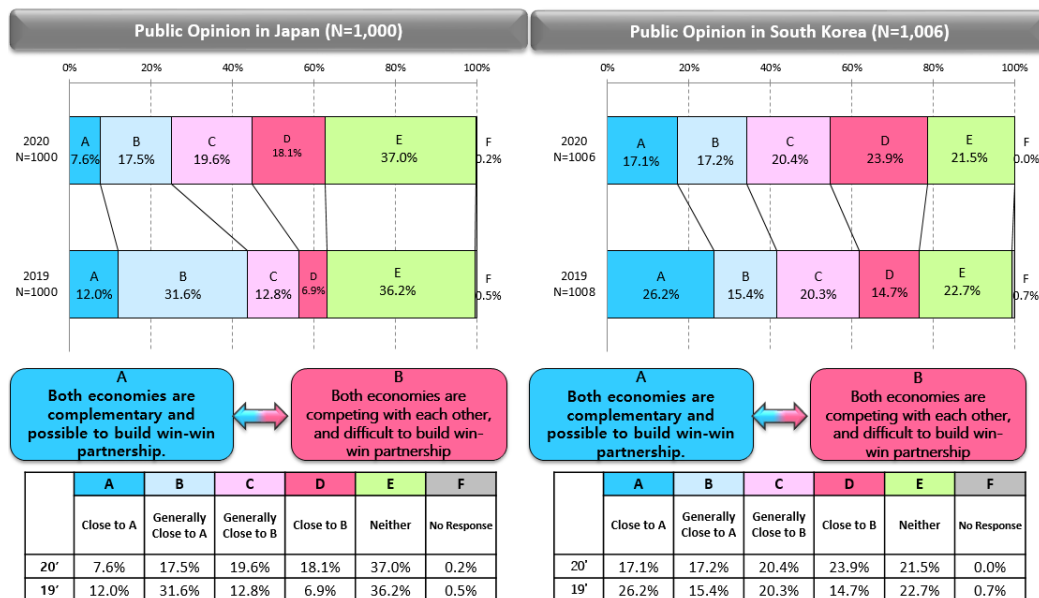 Public Opinion in Japan (N=1,000)
0% 20% 40% 60% 80% 100%
2020
N=1000
A
7.6%
B
17.5%
C
19.6%
D
18.1%
E
37.0%
F
0.2%
2019
N=1000
A
12.0%
B
31.6%
C
12.8%
D
6.9%
E
36.2%
F
0.5%
A
Both economies are
complementary and
possible to build win-win
partnership.
B
Both economies are
competing with each other,
and difficult to build win-
win partnership
A B C D E F
Close to A Generally Close to A Generally Close to B Close to B Neither No Response
20' 7.6% 17.5% 19.6% 18.1% 37.0% 0.2%
19' 12.0% 31.6% 12.8% 6.9% 36.2% 0.5%
Public Opinion in South Korea (N=1,006)
0% 20% 40% 60% 80% 100%
2020
N=1006
A
17.1%
B
17.2%
C
20.4%
D
23.9%
E
21.5%
F
0.0%
2019
N=1008
A
26.2%
B
15.4%
C
20.3%
D
14.7%
E
22.7%
F
0.7%
A
Both economies are
complementary and
possible to build win-win
partnership.
B
Both economies are
competing with each other,
and difficult to build win-
win partnership
A B C D E F
Close to A Generally Close to A Generally Close to B Close to B Neither No Response
20' 17.1% 17.2% 20.4% 23.9% 21.5% 0.0%
19' 26.2% 15.4% 20.3% 14.7% 22.7% 0.7%